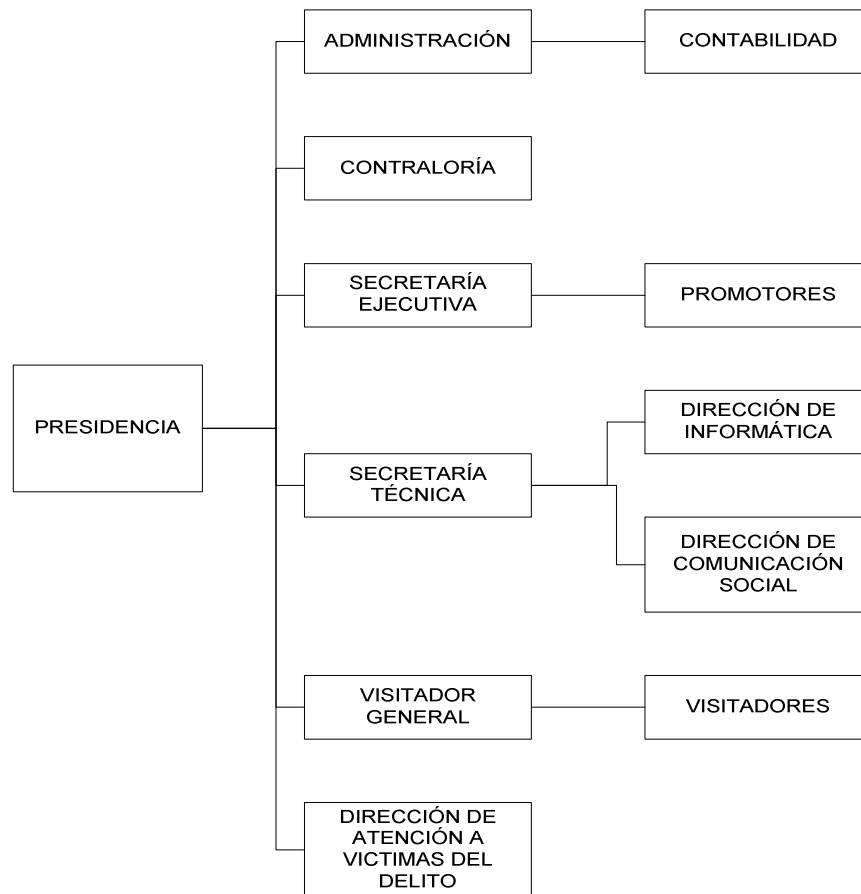 ADMINISTRACIÓN
CONTABILIDAD
CONTRALORÍA
SECRETARÍA
EJECUTIVA
PROMOTORES
PRESIDENCIA
SECRETARÍA
TÉCNICA
DIRECCIÓN DE
INFORMÁTICA
DIRECCIÓN DE
COMUNICACIÓN
SOCIAL
VISITADOR
GENERAL
VISITADORES
DIRECCIÓN DE
ATENCIÓN A
VICTIMAS DEL
DELITO